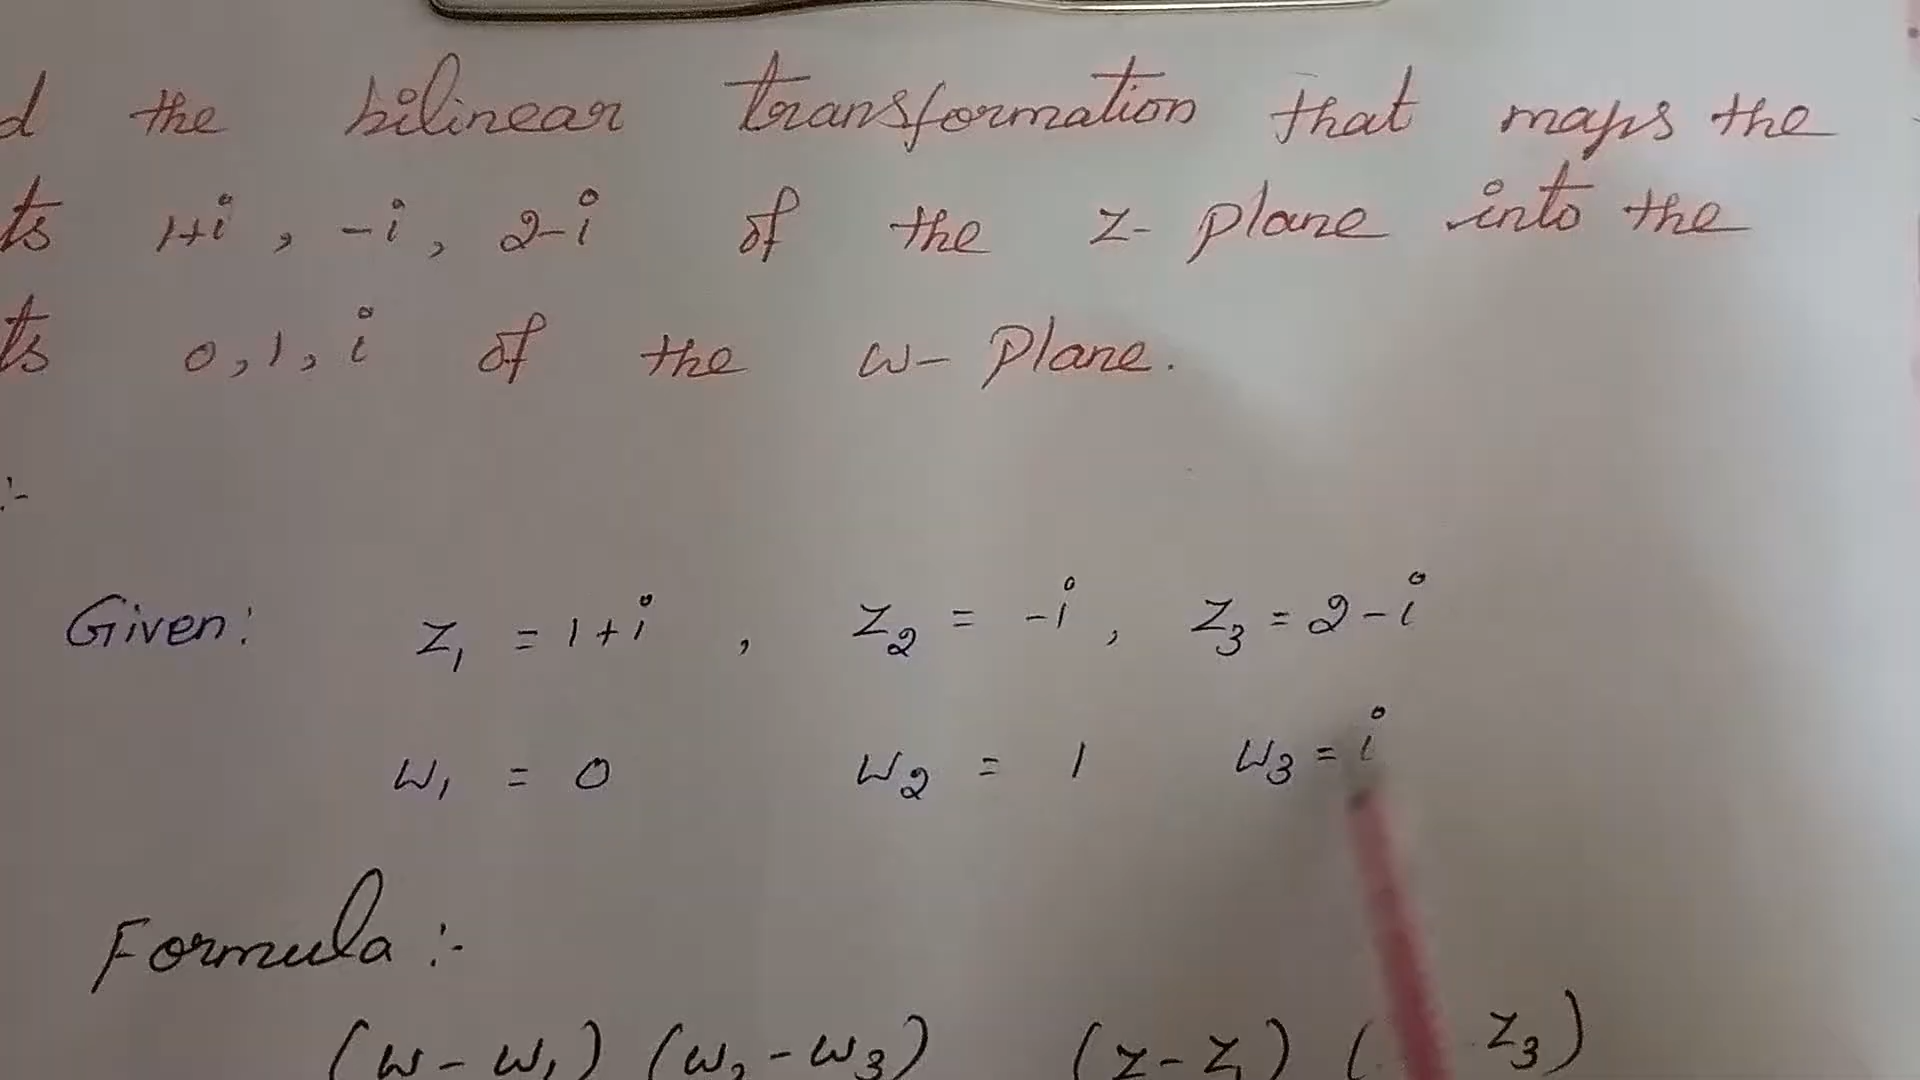 d the bilinear transformation that maps the
ts 1+i, -i, 2-i of the z-plane into the
ts 0, 1, i of the w-plane.
:-
Given: z₁ = 1+i, z₂ = -i, z₃ = 2-i
w₁ = 0 w₂ = 1 w₃ = i
Formula :-
(w-w₁) (w₂-w₃) (z-z₁) ( z₃)